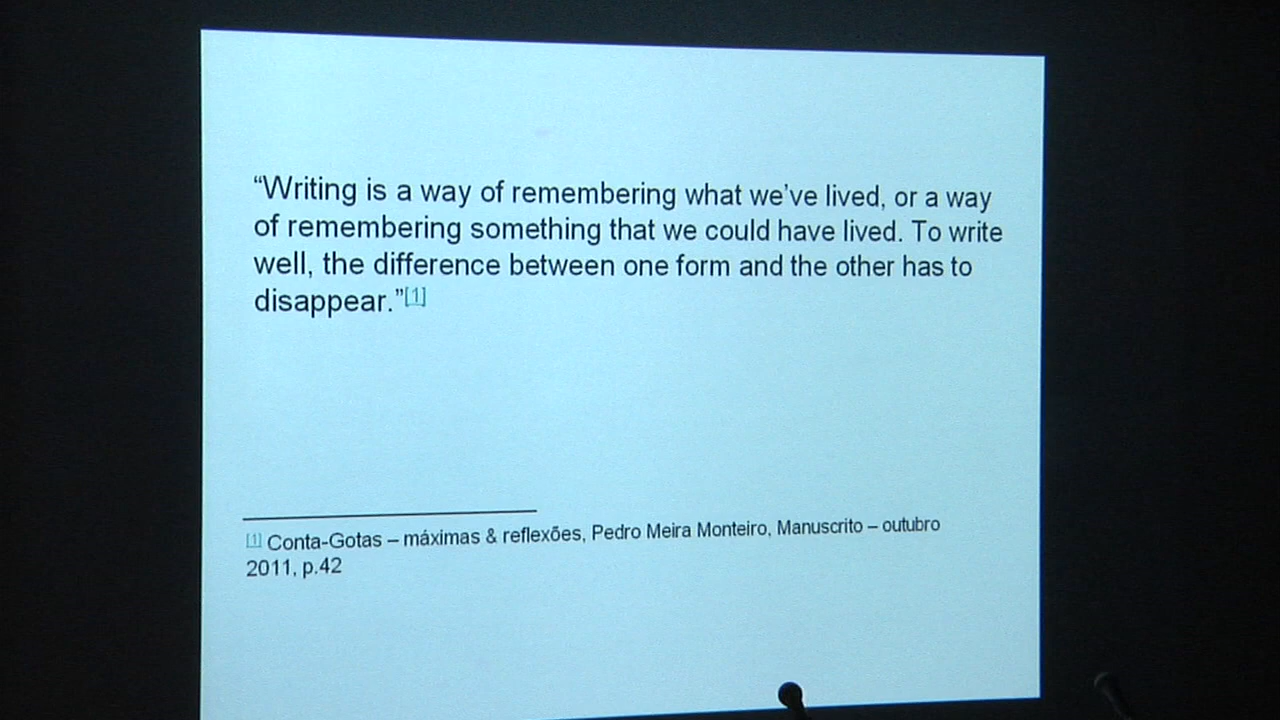 “Writing is a way of remembering what we’ve lived, or a way
of remembering something that we could have lived. To write
well, the difference between one form and the other has to
disappear.”[1]
[1] Conta-Gotas – máximas & reflexões, Pedro Meira Monteiro, Manuscrito – outubro
2011, p.42